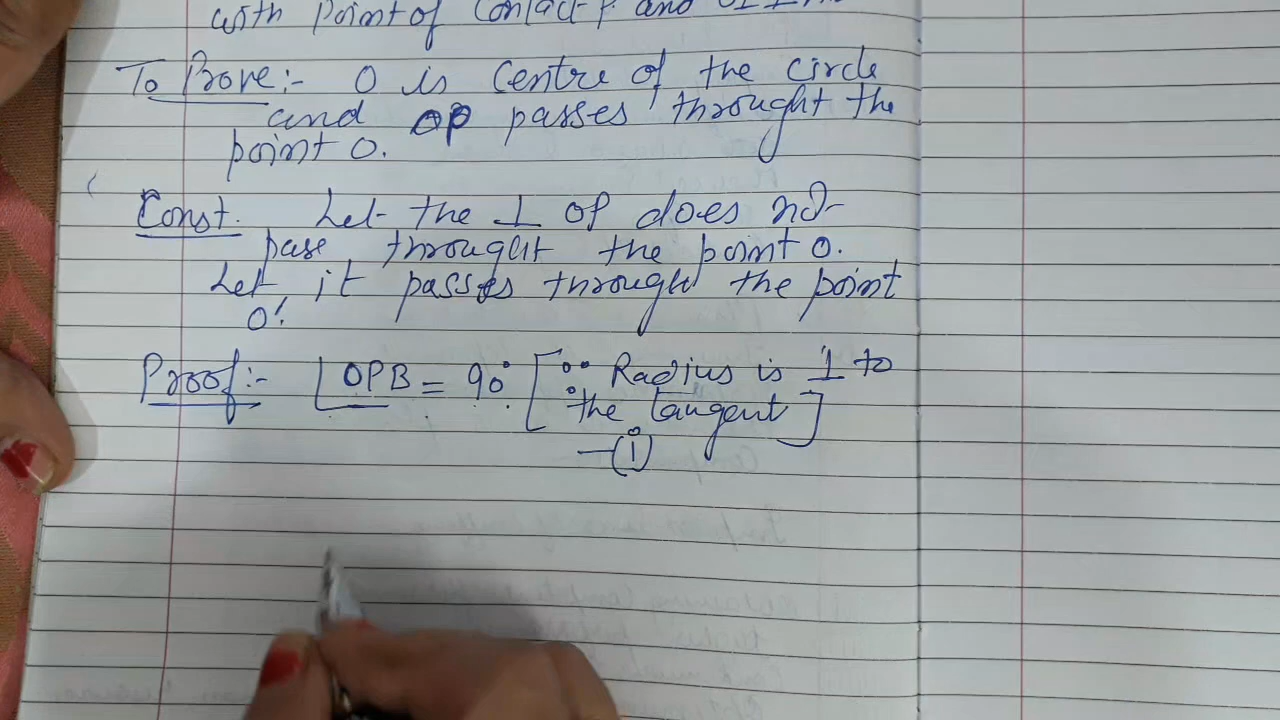 with Point of Contact P and
To Prove:- O is Centre of the circle
and OP passes throught the
point O.
Const. Let the ⊥ OP does not
pass throught the point O.
Let it passes through the point
O'.
Proof:- ∠OPB = 90° [∵ Radius is ⊥ to
the tangent]
—(i)